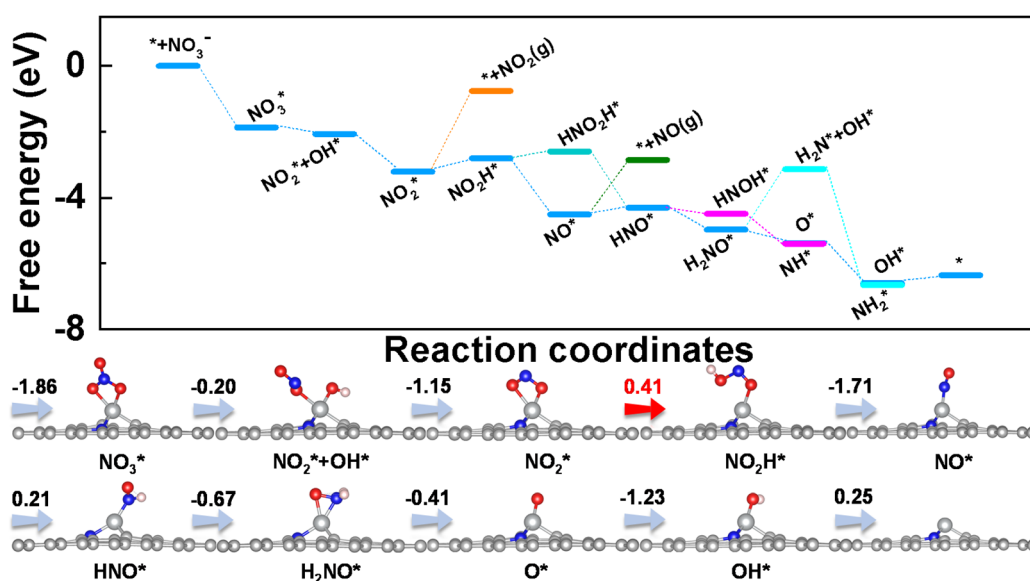 Free energy (eV)
0
-4
-8
*+NO₃⁻
NO₃*
NO₂*+OH*
NO₂*
*+NO₂(g)
NO₂H*
HNO₂H*
NO*
*+NO(g)
HNO*
HNOH*
H₂NO*
H₂N*+OH*
O*
NH*
OH*
NH₂*
*
Reaction coordinates
-1.86 -0.20 -1.15 0.41 -1.71
NO₃* NO₂*+OH* NO₂* NO₂H* NO*
0.21 -0.67 -0.41 -1.23 0.25
HNO* H₂NO* O* OH*